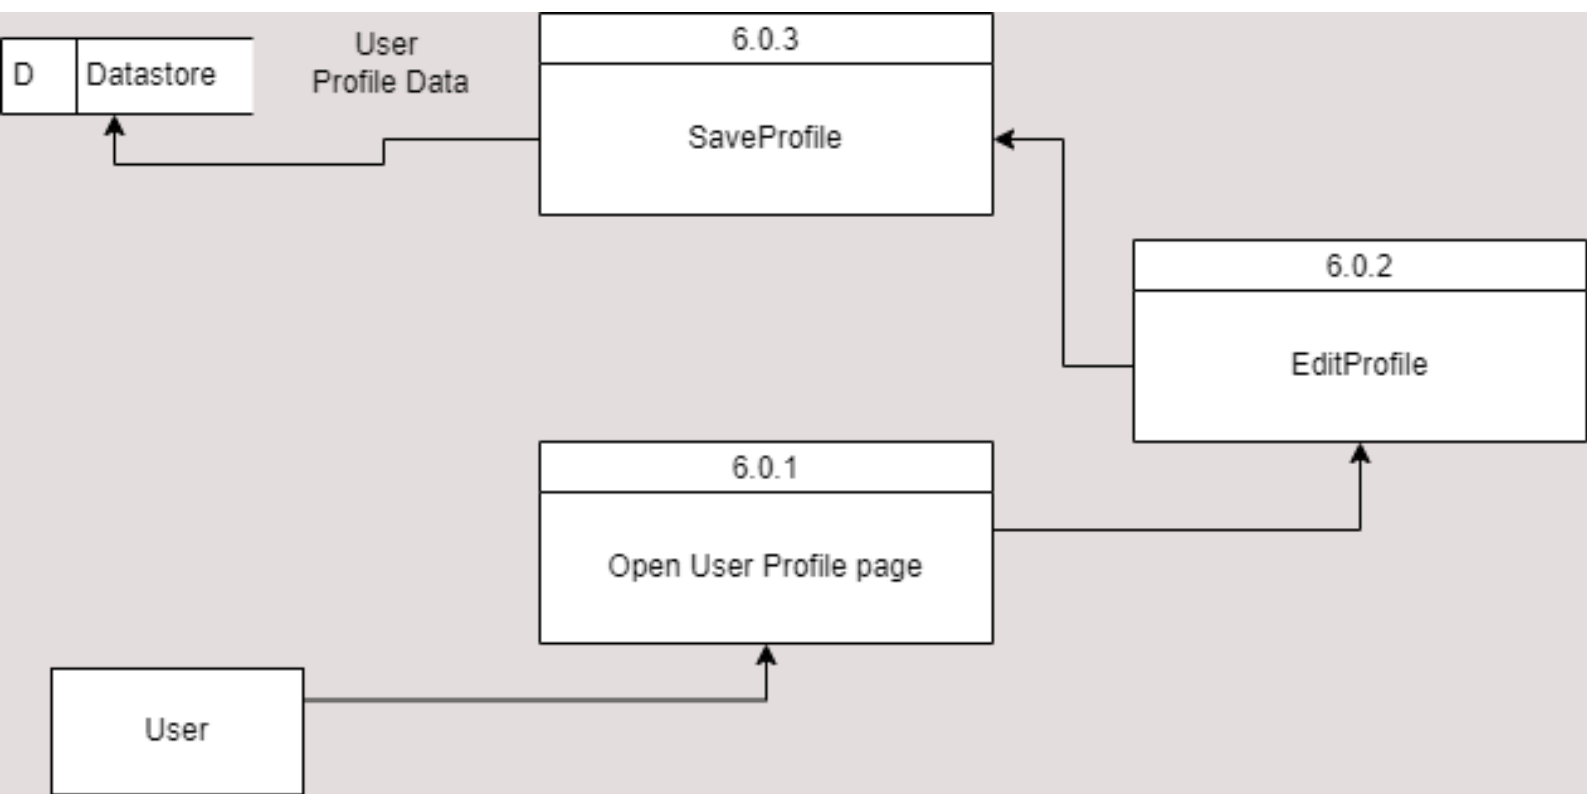 6.0.3
User
Profile Data
D
Datastore
SaveProfile
6.0.2
EditProfile
6.0.1
Open User Profile page
User